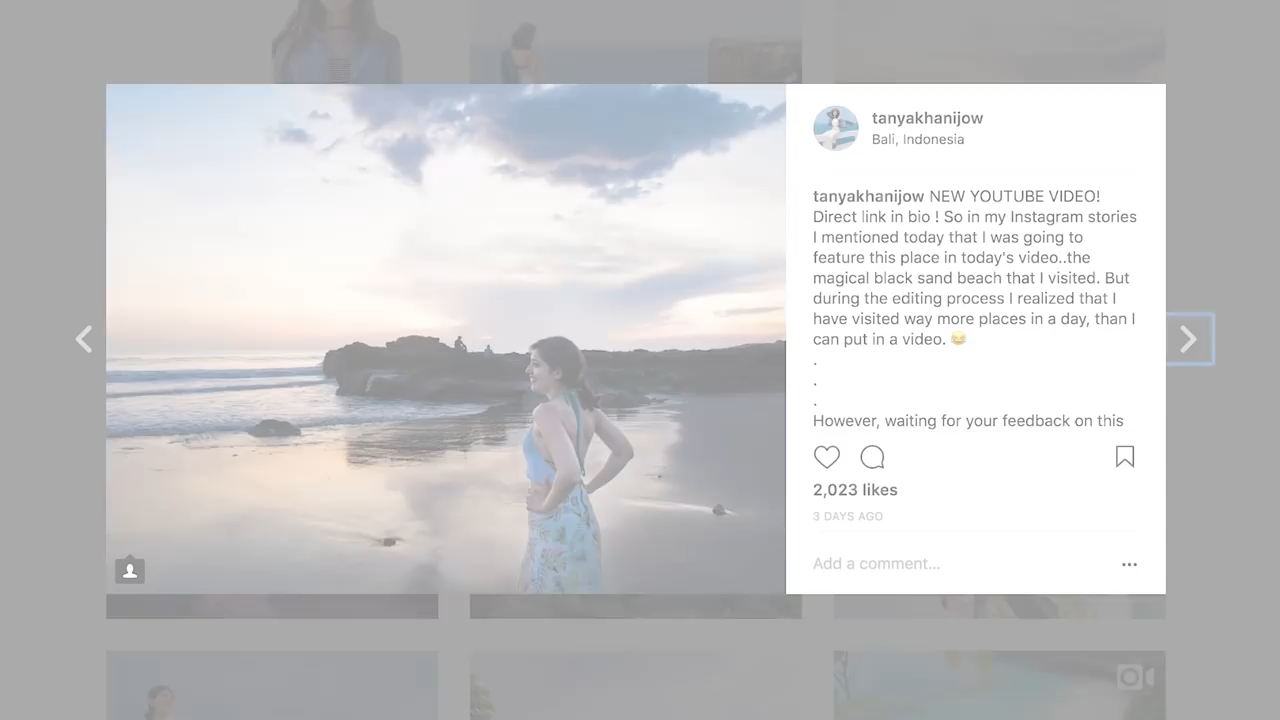 tanyakhanijow
Bali, Indonesia
tanyakhanijow NEW YOUTUBE VIDEO!
Direct link in bio ! So in my Instagram stories
I mentioned today that I was going to
feature this place in today's video..the
magical black sand beach that I visited. But
during the editing process I realized that I
have visited way more places in a day, than I
can put in a video. 😂
.
.
.
However, waiting for your feedback on this
2,023 likes
3 DAYS AGO
Add a comment...